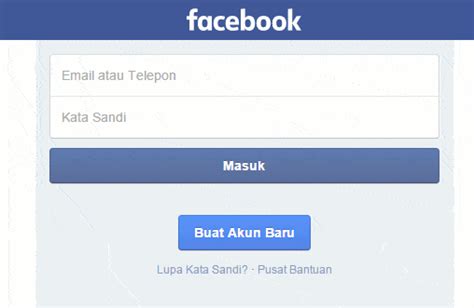 facebook
Email atau Telepon
Kata Sandi
Masuk
Buat Akun Baru
Lupa Kata Sandi? · Pusat Bantuan